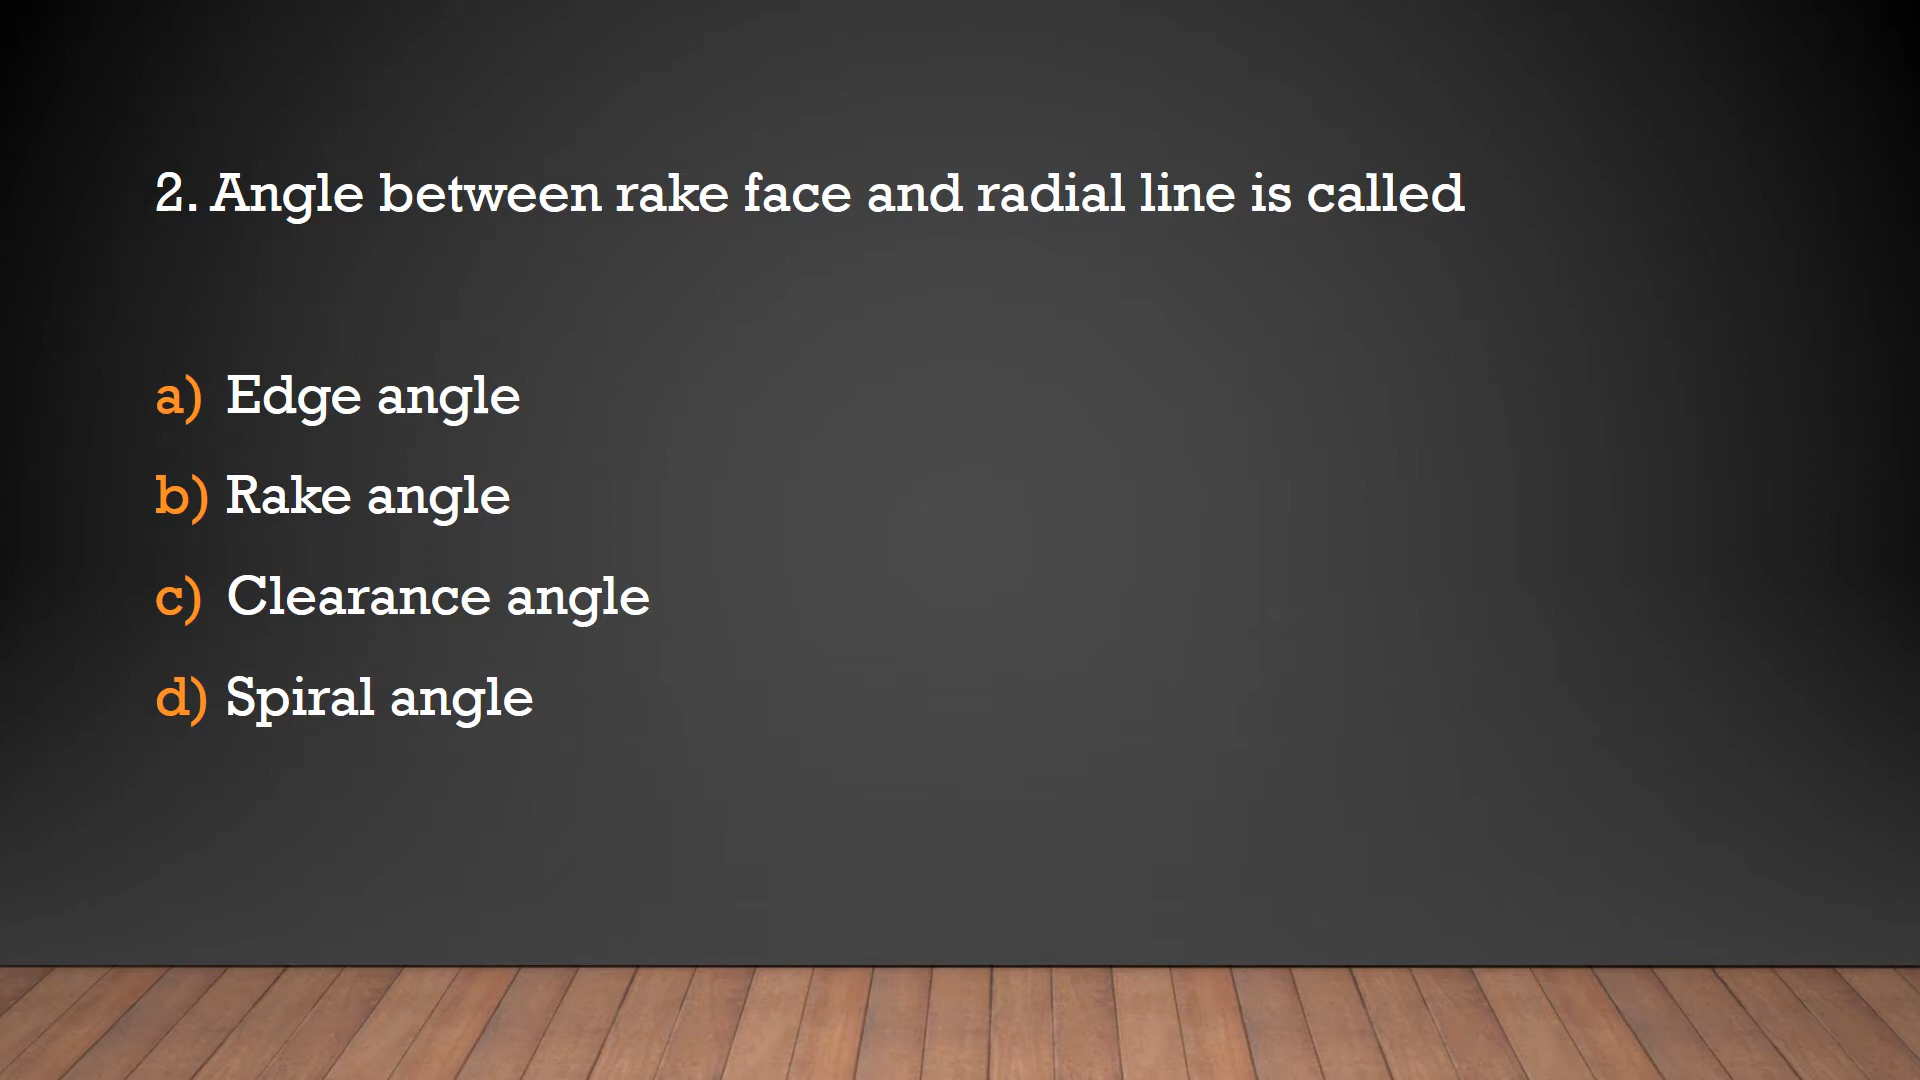 2. Angle between rake face and radial line is called
a) Edge angle
b) Rake angle
c) Clearance angle
d) Spiral angle